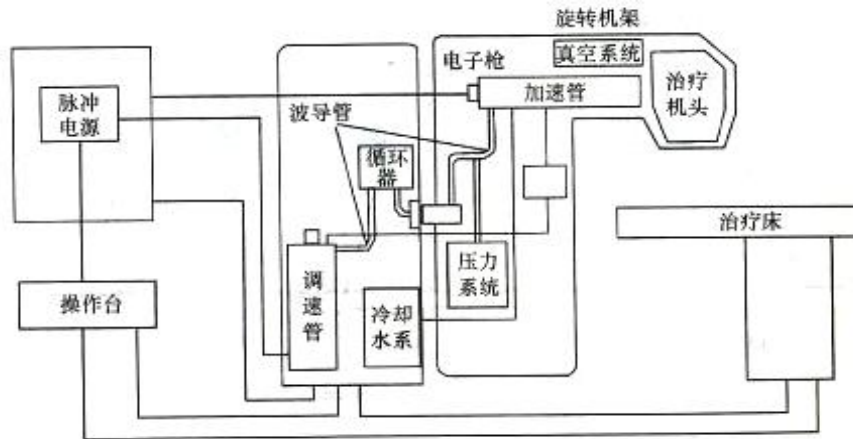 旋转机架
电子枪
真空系统
加速管
治疗
机头
脉冲
电源
波导管
循环
器
治疗床
操作台
调
速
管
冷却
水系
压力
系统